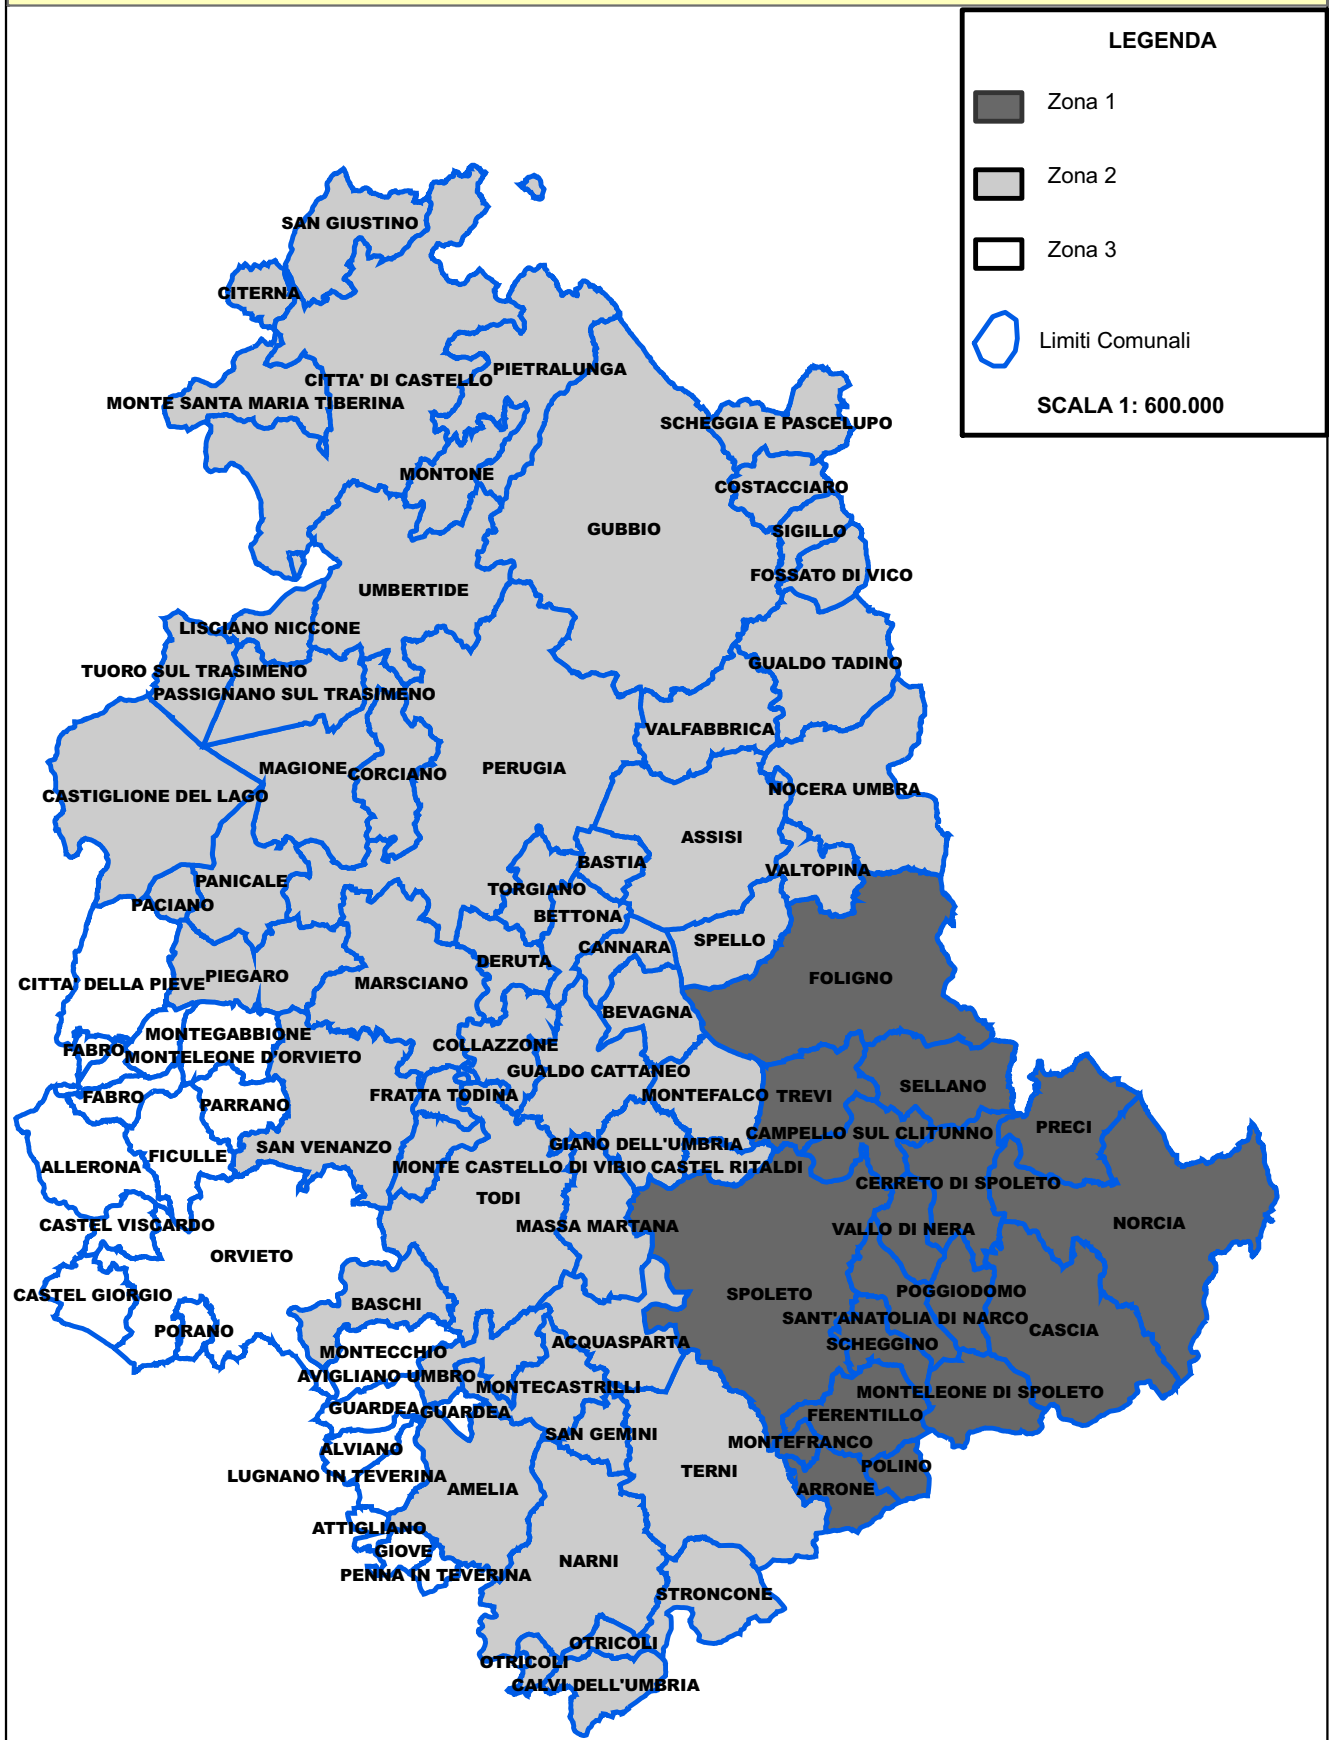 LEGENDA
Zona 1
Zona 2
Zona 3
Limiti Comunali
SCALA 1: 600.000
SAN GIUSTINO
CITERNA
PIETRALUNGA
CITTA' DI CASTELLO
MONTE SANTA MARIA TIBERINA
SCHEGGIA E PASCELUPO
MONTONE
COSTACCIARO
GUBBIO
SIGILLO
FOSSATO DI VICO
UMBERTIDE
LISCIANO NICCONE
GUALDO TADINO
TUORO SUL TRASIMENO
PASSIGNANO SUL TRASIMENO
VALFABBRICA
MAGIONE
CORCIANO
PERUGIA
NOCERA UMBRA
CASTIGLIONE DEL LAGO
ASSISI
BASTIA
VALTOPINA
PANICALE
TORGIANO
PACIANO
BETTONA
SPELLO
CANNARA
DERUTA
PIEGARO
FOLIGNO
CITTA' DELLA PIEVE
MARSCIANO
BEVAGNA
MONTEGABBIONE
COLLAZZONE
FABRO
MONTELEONE D'ORVIETO
GUALDO CATTANEO
SELLANO
FABRO
FRATTA TODINA
MONTEFALCO
TREVI
PARRANO
PRECI
CAMPELLO SUL CLITUNNO
GIANO DELL'UMBRIA
SAN VENANZO
FICULLE
ALLERONA
MONTE CASTELLO DI VIBIO
CASTEL RITALDI
CERRETO DI SPOLETO
TODI
CASTEL VISCARDO
MASSA MARTANA
VALLO DI NERA
NORCIA
ORVIETO
CASTEL GIORGIO
SPOLETO
POGGIODOMO
BASCHI
SANT'ANATOLIA DI NARCO
PORANO
CASCIA
ACQUASPARTA
SCHEGGINO
MONTECCHIO
AVIGLIANO UMBRO
MONTECASTRILLI
MONTELEONE DI SPOLETO
GUARDEA
GUARDEA
FERENTILLO
SAN GEMINI
MONTEFRANCO
ALVIANO
POLINO
TERNI
LUGNANO IN TEVERINA
AMELIA
ARRONE
ATTIGLIANO
GIOVE
NARNI
PENNA IN TEVERINA
STRONCONE
OTRICOLI
OTRICOLI
CALVI DELL'UMBRIA